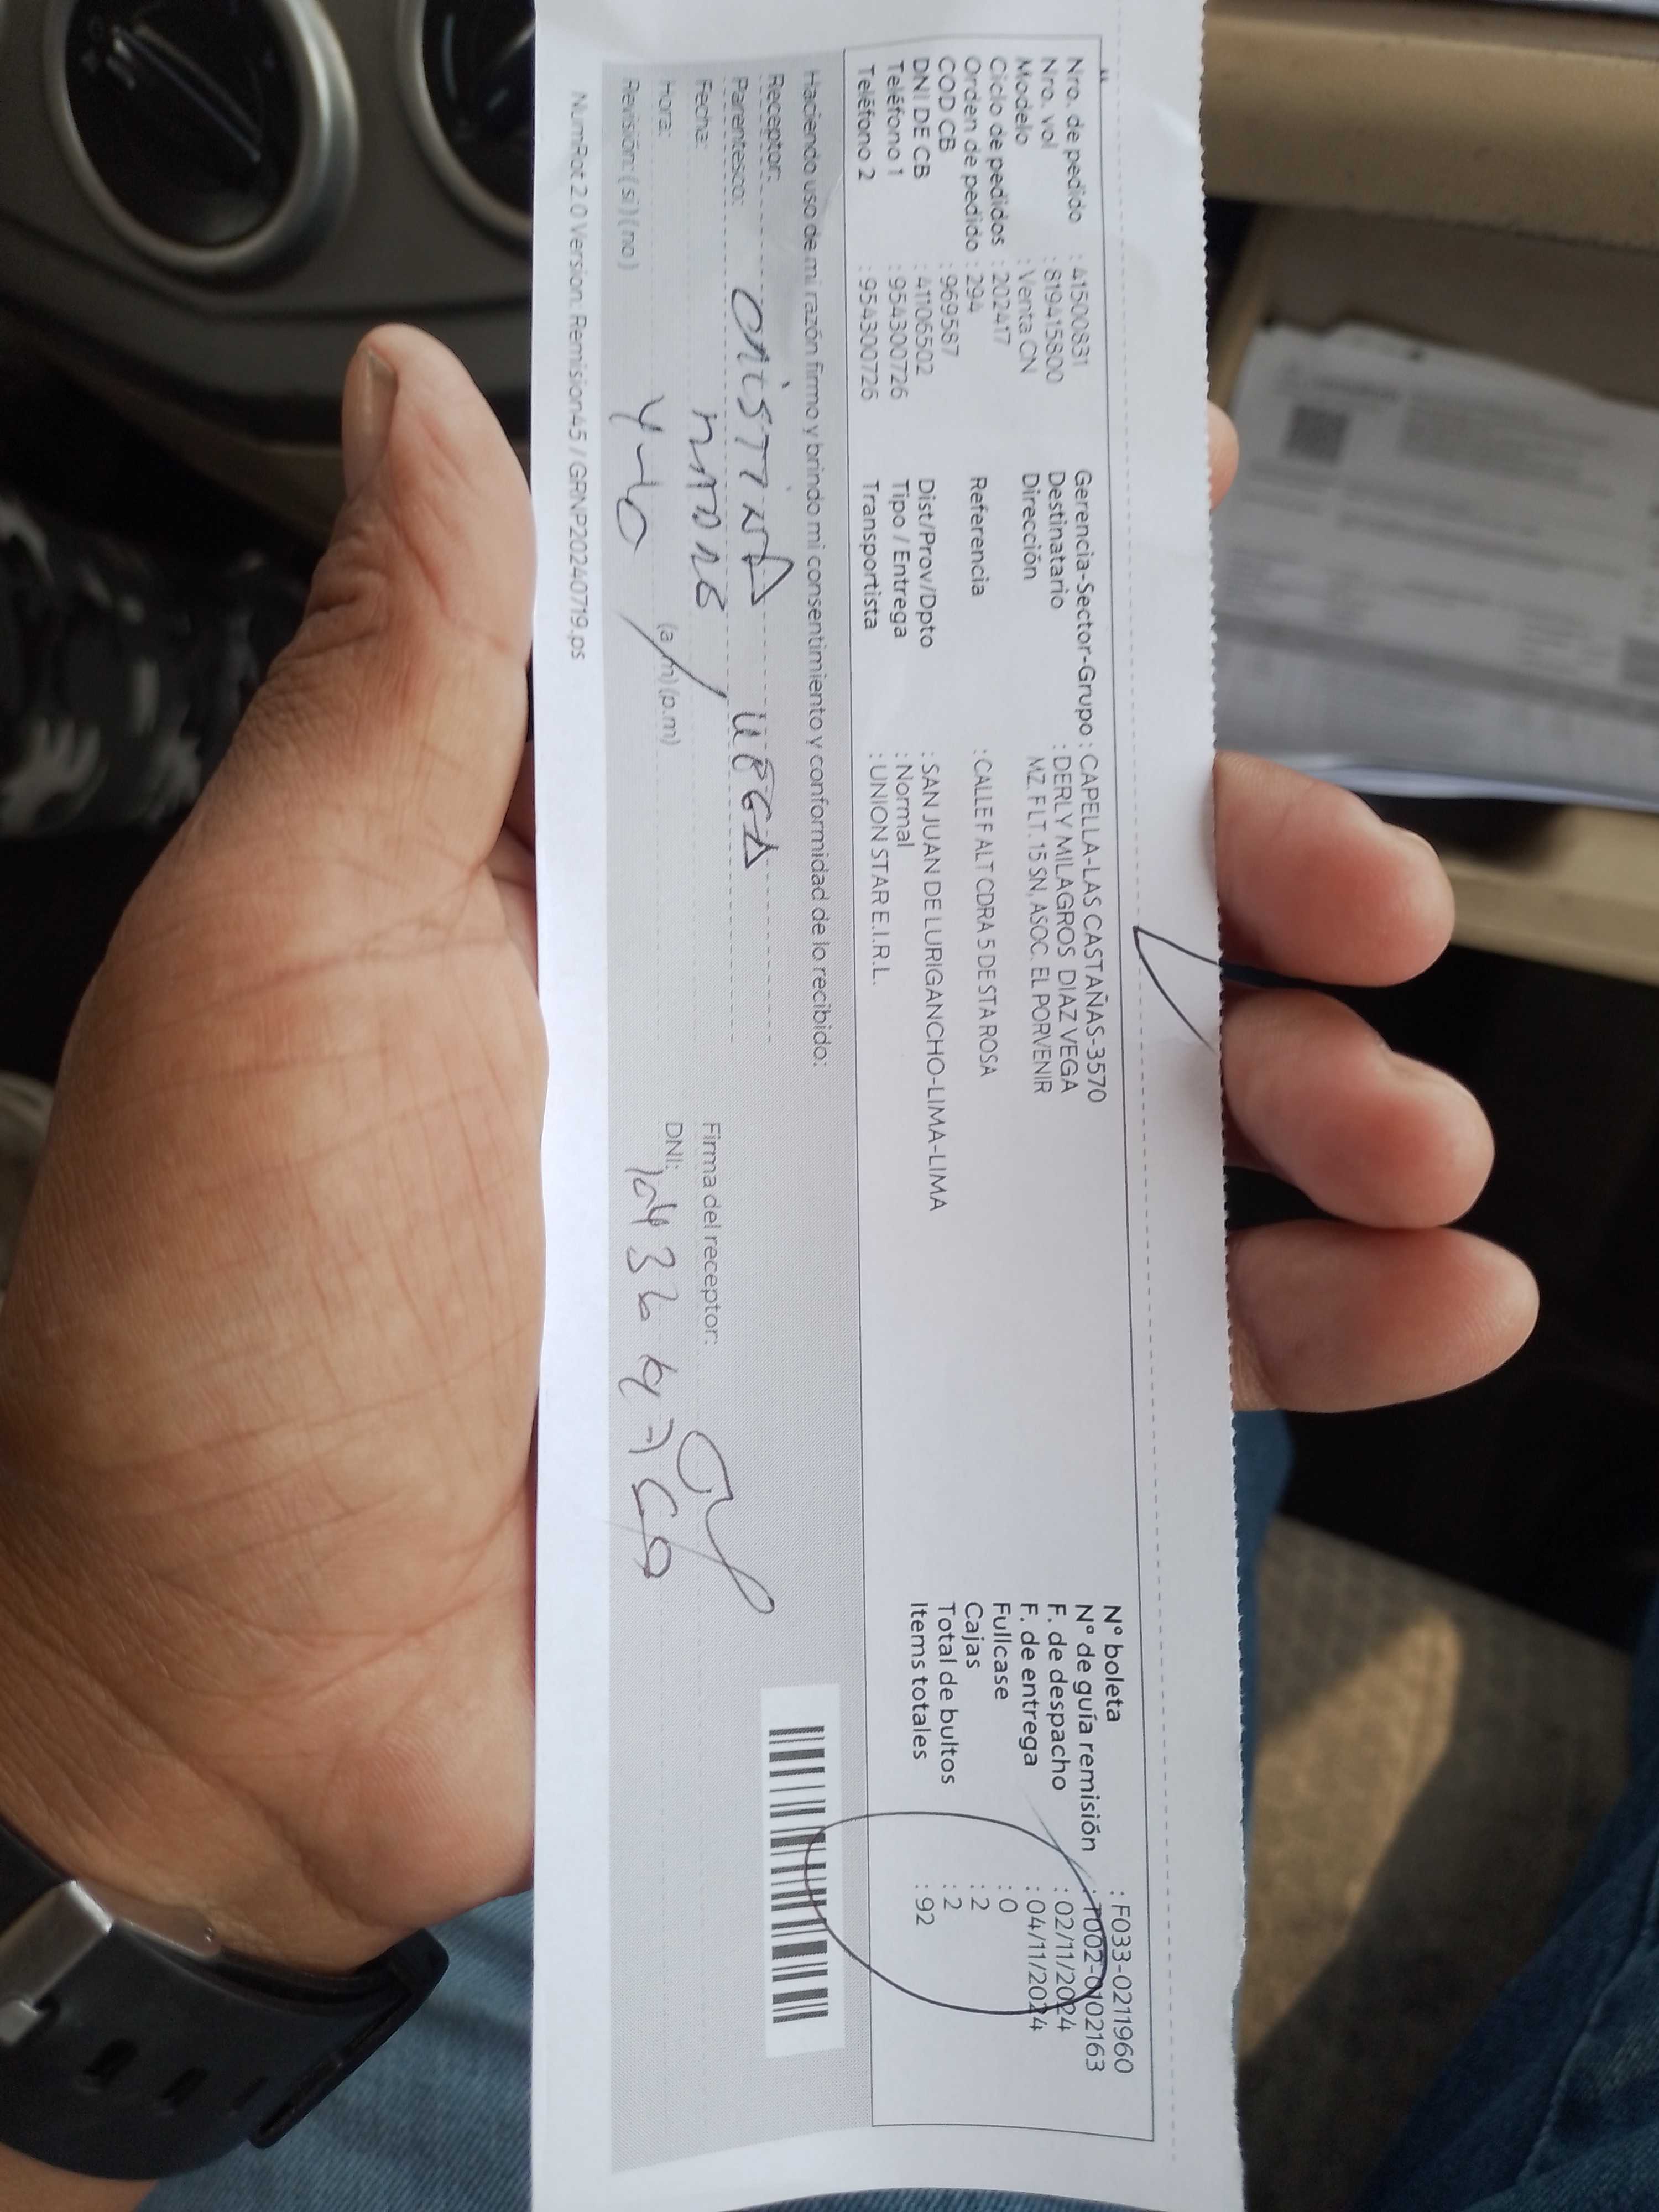 Nro. de pedido : 41500831
Nro. vol : 819415800
Modelo : Venta CN
Ciclo de pedidos : 202417
Orden de pedido : 294
COD CB : 969587
DNI DE CB : 41106502
Teléfono 1 : 954300726
Teléfono 2 : 954300726
Gerencia-Sector-Grupo : CAPELLA-LAS CASTAÑAS-3570
Destinatario : DERLY MILAGROS DIAZ VEGA
Dirección MZ. F LT. 15 SN, ASOC. EL PORVENIR
Referencia : CALLE F ALT CDRA 5 DE STA ROSA
Dist/Prov/Dpto : SAN JUAN DE LURIGANCHO-LIMA-LIMA
Tipo / Entrega : Normal
Transportista : UNION STAR E.I.R.L.
N° boleta : F033-0211960
N° de guía remisión : T002-0102163
F. de despacho : 02/11/2024
F. de entrega : 04/11/2024
Fullcase : 0
Cajas : 2
Total de bultos : 2
Items totales : 92
Haciendo uso de mi razón firmo y brindo mi consentimiento y conformidad de lo recibido:
Receptor:
Parentesco:
Fecha:
Hora: (a.m) (p.m)
Revisión: ( si ) ( no )
Firma del receptor:
DNI:
NumRot 2.0 Version: Remision45 / GRNP20240719.ps